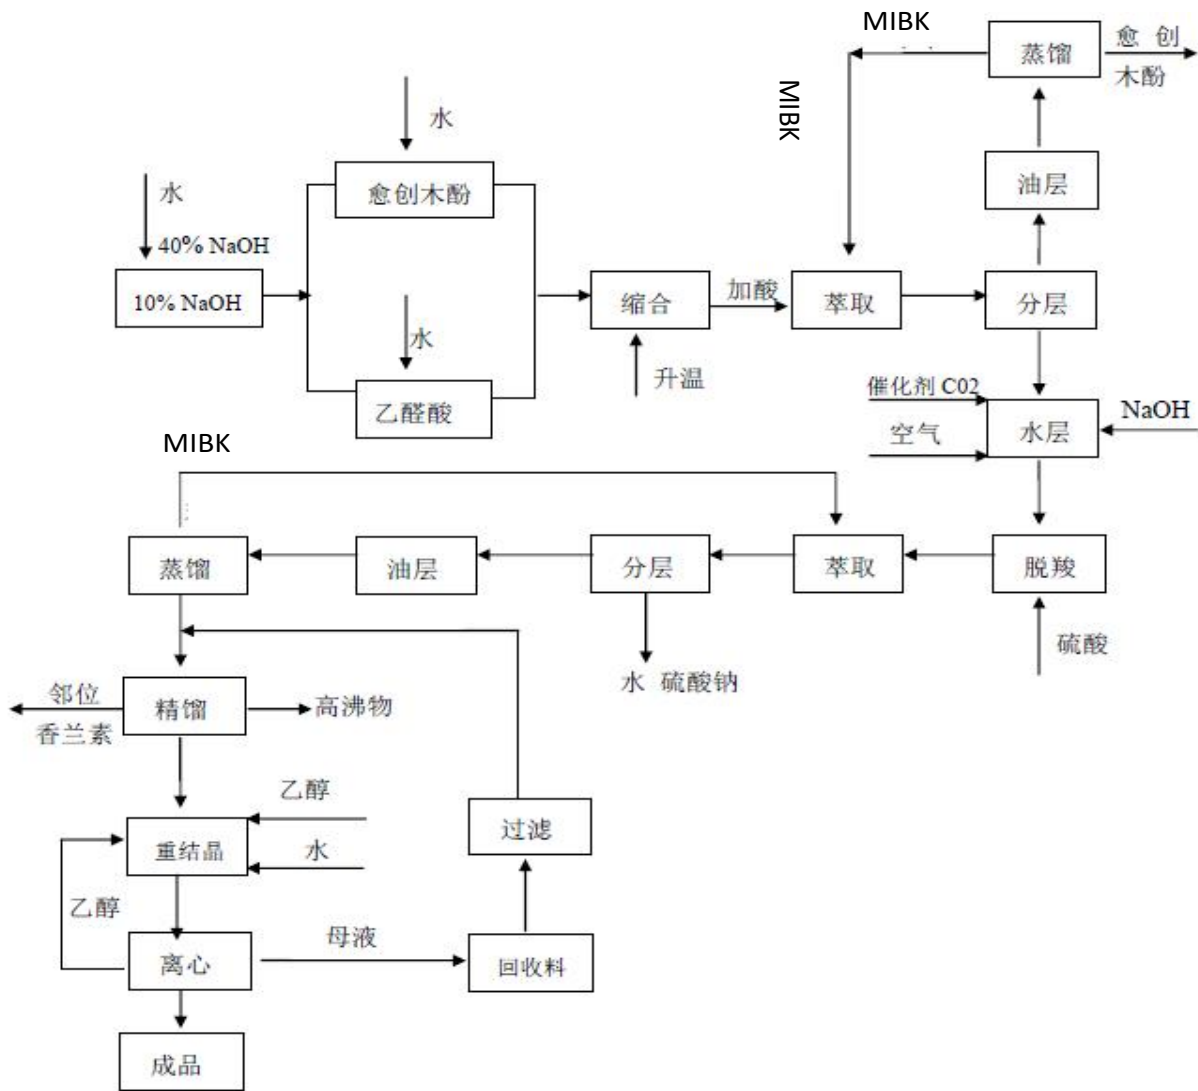 MIBK
蒸馏
愈 创
木酚
MIBK
水
油层
愈创木酚
水
40% NaOH
10% NaOH
水
缩合
加酸
萃取
分层
升温
乙醛酸
催化剂 C02
空气
水层
NaOH
MIBK
蒸馏
油层
分层
萃取
脱羧
硫酸
水 硫酸钠
邻位
香兰素
精馏
高沸物
乙醇
重结晶
水
过滤
乙醇
离心
母液
回收料
成品